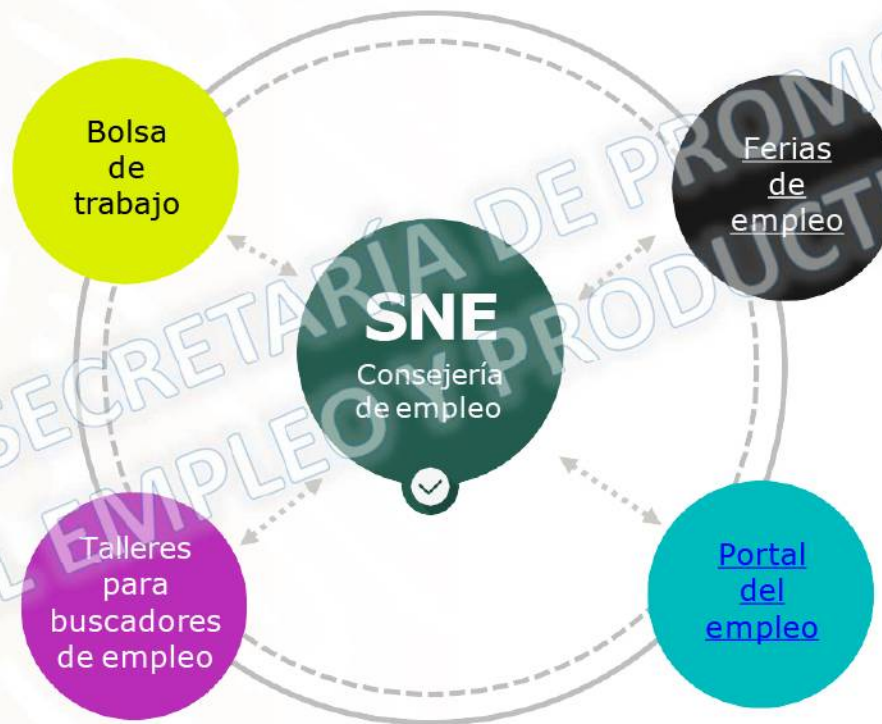 Bolsa
de
trabajo
Ferias
de
empleo
SNE
Consejería
de empleo
Talleres
para
buscadores
de empleo
Portal
del
empleo
SECRETARÍA DE PROMO
L EMPLEO Y PRODUCTI